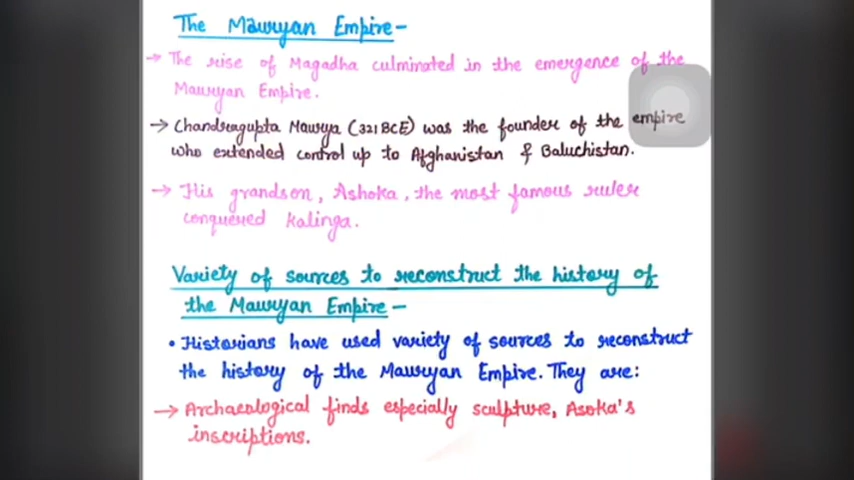 The Mauryan Empire-
→ The rise of Magadha culminated in the emergence of the
Mauryan Empire.
→ Chandragupta Maurya (321 BCE) was the founder of the empire
who extended control up to Afghanistan & Baluchistan.
→ His grandson, Ashoka, the most famous ruler
conquered Kalinga.
Variety of sources to reconstruct the history of
the Mauryan Empire-
• Historians have used variety of sources to reconstruct
the history of the Mauryan Empire. They are:
→ Archaeological finds especially sculpture, Asoka's
inscriptions.